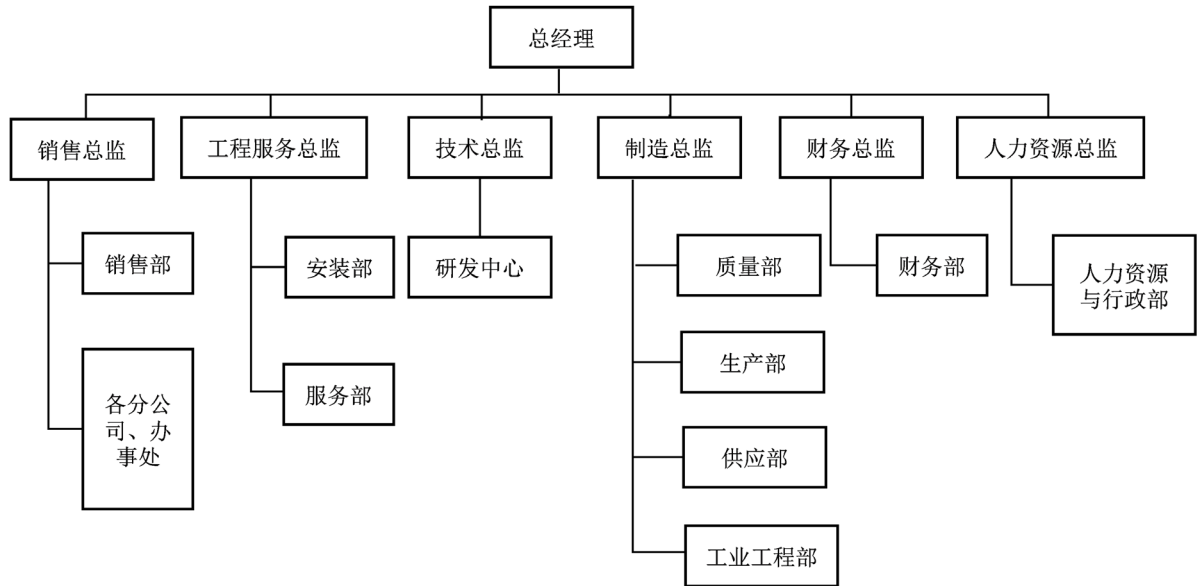 总经理
销售总监
工程服务总监
技术总监
制造总监
财务总监
人力资源总监
销售部
安装部
研发中心
质量部
财务部
人力资源
与行政部
各分公
司、办
事处
服务部
生产部
供应部
工业工程部